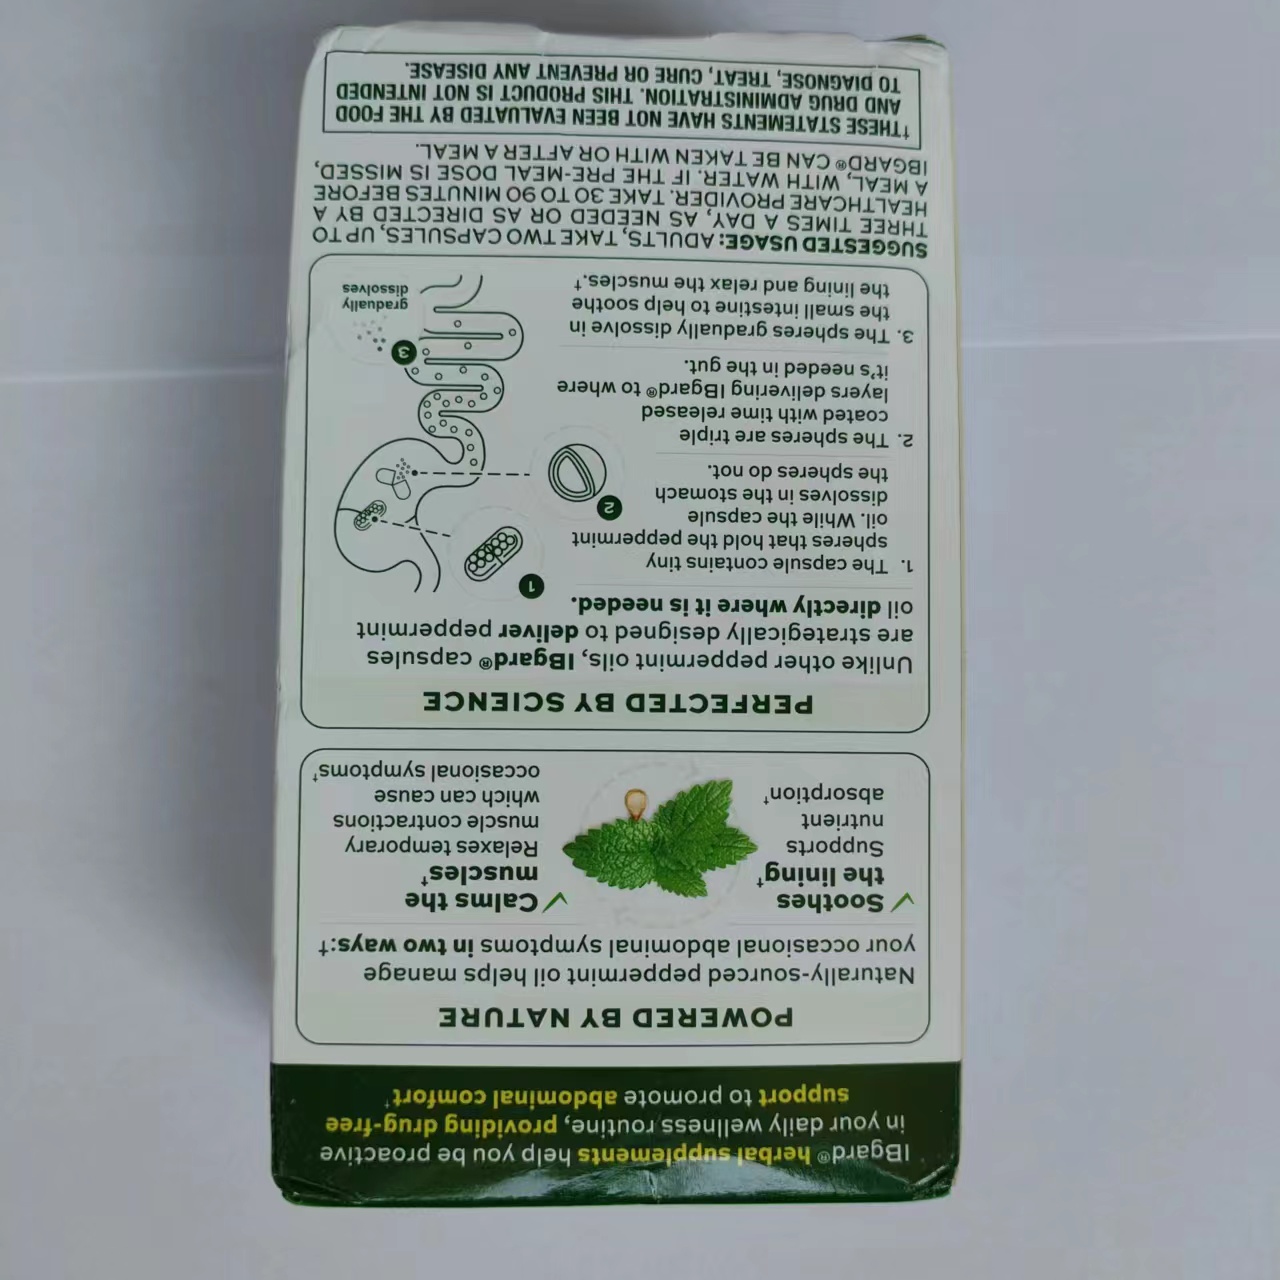 IBgard® herbal supplements help you be proactive
in your daily wellness routine, providing drug-free
support to promote abdominal comfort†
POWERED BY NATURE
Naturally-sourced peppermint oil helps manage
your occasional abdominal symptoms in two ways:†
Soothes
the lining†
Supports
nutrient
absorption†
Calms the
muscles†
Relaxes temporary
muscle contractions
which can cause
occasional symptoms†
PERFECTED BY SCIENCE
Unlike other peppermint oils, IBgard® capsules
are strategically designed to deliver peppermint
oil directly where it is needed.
1. The capsule contains tiny
spheres that hold the peppermint
oil. While the capsule
dissolves in the stomach
the spheres do not.
2. The spheres are triple
coated with time released
layers delivering IBgard® to where
it's needed in the gut.
3. The spheres gradually dissolve in
the small intestine to help soothe
the lining and relax the muscles.†
1
2
3
gradually
dissolves
SUGGESTED USAGE: ADULTS, TAKE TWO CAPSULES, UP TO
THREE TIMES A DAY, AS NEEDED OR AS DIRECTED BY A
HEALTHCARE PROVIDER. TAKE 30 TO 90 MINUTES BEFORE
A MEAL, WITH WATER. IF THE PRE-MEAL DOSE IS MISSED,
IBGARD® CAN BE TAKEN WITH OR AFTER A MEAL.
†THESE STATEMENTS HAVE NOT BEEN EVALUATED BY THE FOOD
AND DRUG ADMINISTRATION. THIS PRODUCT IS NOT INTENDED
TO DIAGNOSE, TREAT, CURE OR PREVENT ANY DISEASE.